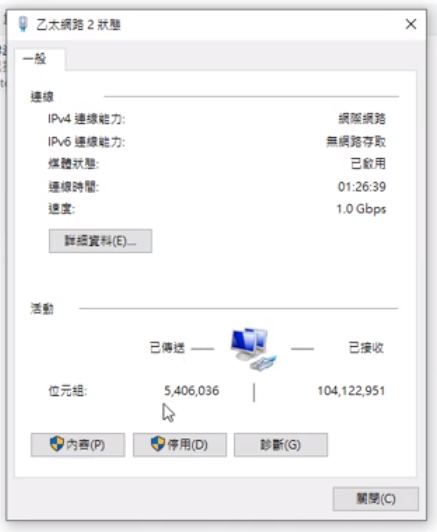 乙太網路 2 狀態
一般
連線
IPv4 連線能力: 網際網路
IPv6 連線能力: 無網路存取
媒體狀態: 已啟用
連線時間: 01:26:39
速度: 1.0 Gbps
詳細資料(E)...
活動
已傳送 已接收
位元組: 5,406,036 104,122,951
內容(P) 停用(D) 診斷(G)
關閉(C)